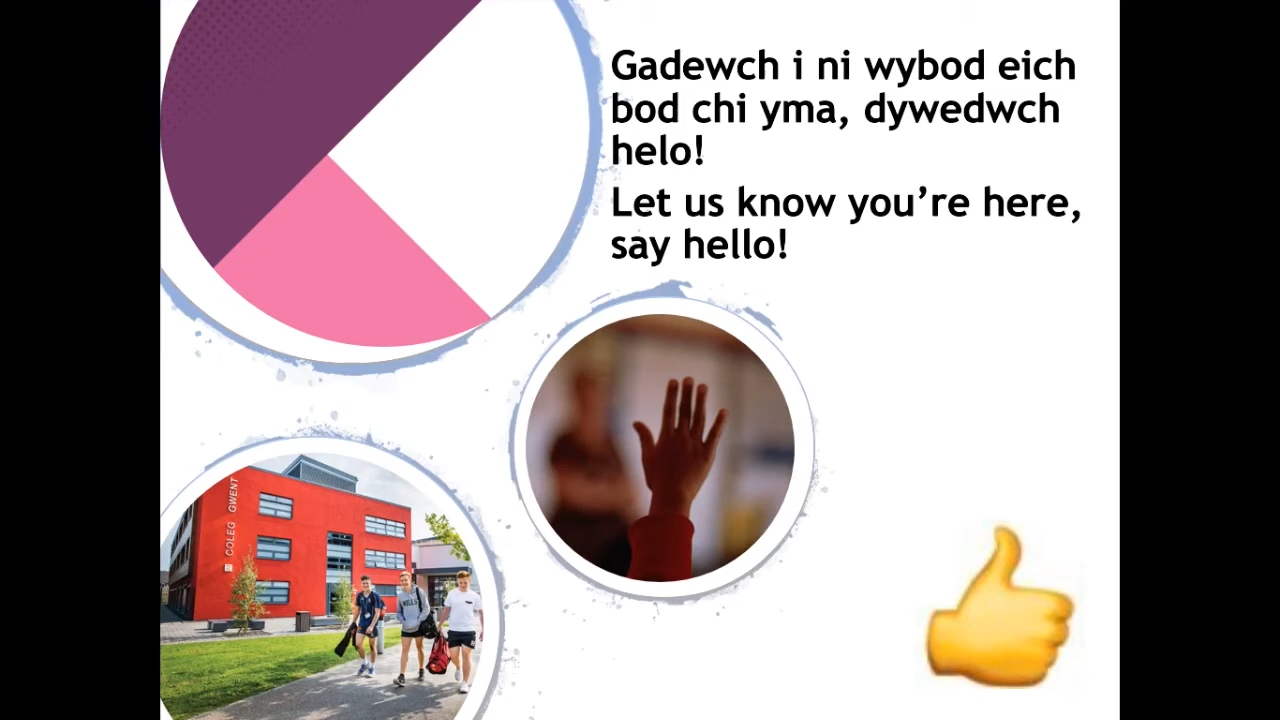 Gadewch i ni wybod eich
bod chi yma, dywedwch
helo!
Let us know you’re here,
say hello!
COLEG GWENT